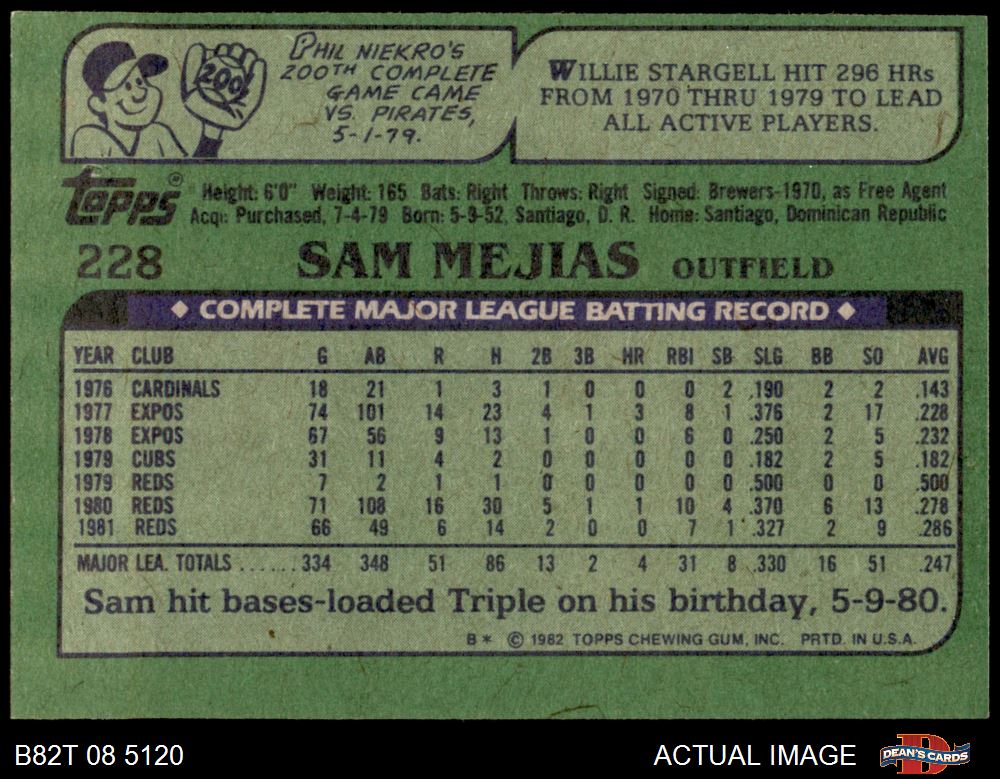 PHIL NIEKRO'S
200TH COMPLETE
GAME CAME
VS. PIRATES,
5-1-79.
200
WILLIE STARGELL HIT 296 HRs
FROM 1970 THRU 1979 TO LEAD
ALL ACTIVE PLAYERS.
topps® Height: 6'0" Weight: 165 Bats: Right Throws: Right Signed: Brewers-1970, as Free Agent
Acq: Purchased, 7-4-79 Born: 5-9-52, Santiago, D. R. Home: Santiago, Dominican Republic
228 SAM MEJIAS OUTFIELD
◆ COMPLETE MAJOR LEAGUE BATTING RECORD ◆
YEAR CLUB G AB R H 2B 3B HR RBI SB SLG BB SO AVG
1976 CARDINALS 18 21 1 3 1 0 0 0 2 .190 2 2 .143
1977 EXPOS 74 101 14 23 4 1 3 8 1 .376 2 17 .228
1978 EXPOS 67 56 9 13 1 0 0 6 0 .250 2 5 .232
1979 CUBS 31 11 4 2 0 0 0 0 0 .182 2 5 .182
1979 REDS 7 2 1 1 0 0 0 0 0 .500 0 0 .500
1980 REDS 71 108 16 30 5 1 1 10 4 .370 6 13 .278
1981 REDS 66 49 6 14 2 0 0 7 1 .327 2 9 .286
MAJOR LEA. TOTALS ...... 334 348 51 86 13 2 4 31 8 .330 16 51 .247
Sam hit bases-loaded Triple on his birthday, 5-9-80.
B* © 1982 TOPPS CHEWING GUM, INC. PRTD. IN U.S.A.
B82T 08 5120 ACTUAL IMAGE DEAN'S CARDS